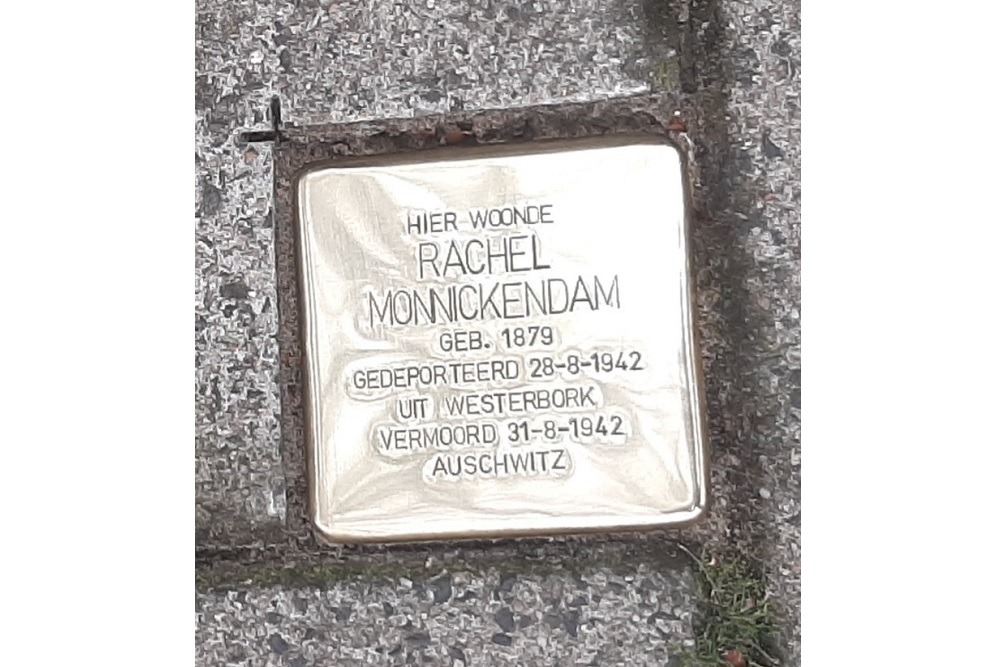 HIER WOONDE
RACHEL
MONNICKENDAM
GEB. 1879
GEDEPORTEERD 28-8-1942
UIT WESTERBORK
VERMOORD 31-8-1942
AUSCHWITZ